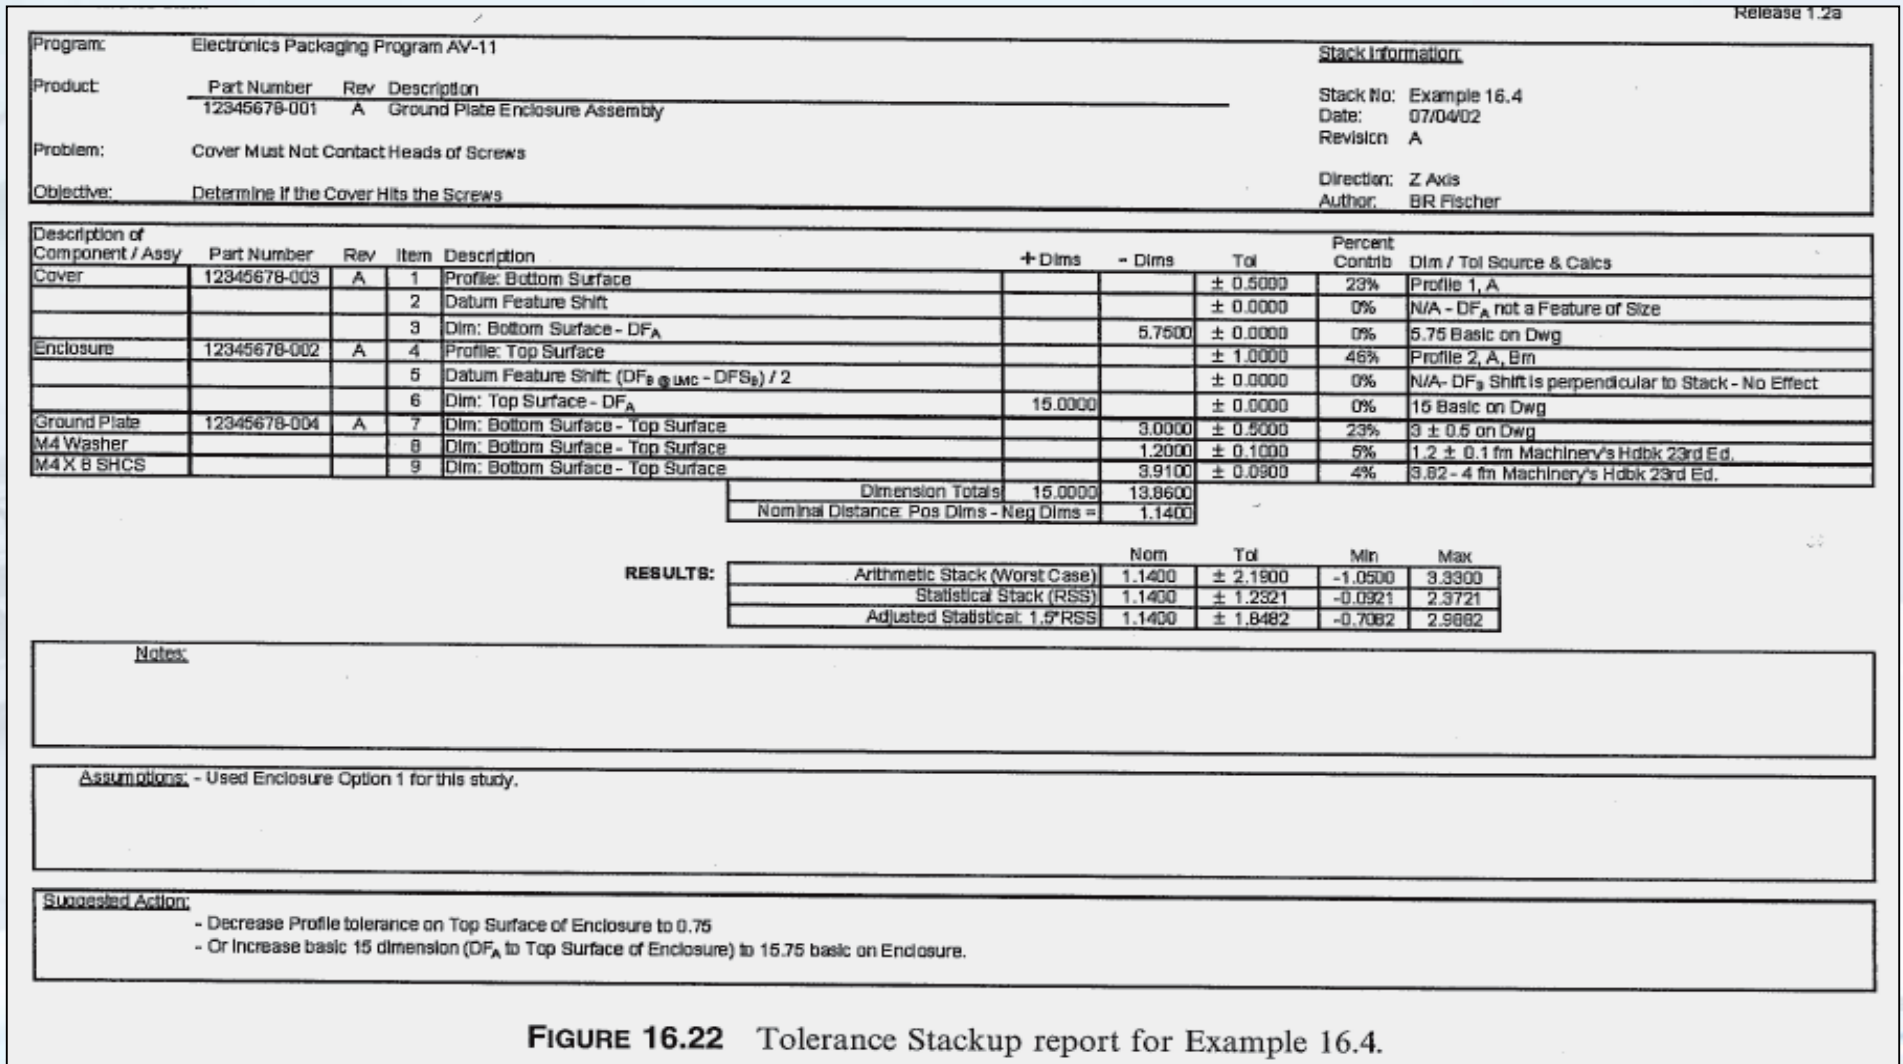 Release 1.2a
Program: Electronics Packaging Program AV-11
Stack Information:
Product: Part Number Rev Description
12345678-001 A Ground Plate Enclosure Assembly
Stack No: Example 16.4
Date: 07/04/02
Revision A
Problem: Cover Must Not Contact Heads of Screws
Direction: Z Axis
Objective: Determine if the Cover Hits the Screws
Author: BR Fischer
Description of
Component / Assy Part Number Rev Item Description + Dims - Dims Tol Percent Contrib Dim / Tol Source & Calcs
Cover 12345678-003 A 1 Profile: Bottom Surface ± 0.5000 23% Profile 1, A
2 Datum Feature Shift ± 0.0000 0% N/A - DFA not a Feature of Size
3 Dim: Bottom Surface - DFA 5.7500 ± 0.0000 0% 5.75 Basic on Dwg
Enclosure 12345678-002 A 4 Profile: Top Surface ± 1.0000 46% Profile 2, A, Bm
5 Datum Feature Shift: (DFB @ LMC - DFSB) / 2 ± 0.0000 0% N/A- DFB Shift is perpendicular to Stack - No Effect
6 Dim: Top Surface - DFA 15.0000 ± 0.0000 0% 15 Basic on Dwg
Ground Plate 12345678-004 A 7 Dim: Bottom Surface - Top Surface 3.0000 ± 0.5000 23% 3 ± 0.5 on Dwg
M4 Washer 8 Dim: Bottom Surface - Top Surface 1.2000 ± 0.1000 5% 1.2 ± 0.1 fm Machinery's Hdbk 23rd Ed.
M4 X 8 SHCS 9 Dim: Bottom Surface - Top Surface 3.9100 ± 0.0900 4% 3.82 - 4 fm Machinery's Hdbk 23rd Ed.
Dimension Totals 15.0000 13.8600
Nominal Distance: Pos Dims - Neg Dims = 1.1400
Nom Tol Min Max
RESULTS: Arithmetic Stack (Worst Case) 1.1400 ± 2.1900 -1.0500 3.3300
Statistical Stack (RSS) 1.1400 ± 1.2321 -0.0921 2.3721
Adjusted Statistical: 1.5*RSS 1.1400 ± 1.8482 -0.7082 2.9882
Notes:
Assumptions: - Used Enclosure Option 1 for this study.
Suggested Action:
- Decrease Profile tolerance on Top Surface of Enclosure to 0.75
- Or Increase basic 15 dimension (DFA to Top Surface of Enclosure) to 15.75 basic on Enclosure.
FIGURE 16.22 Tolerance Stackup report for Example 16.4.